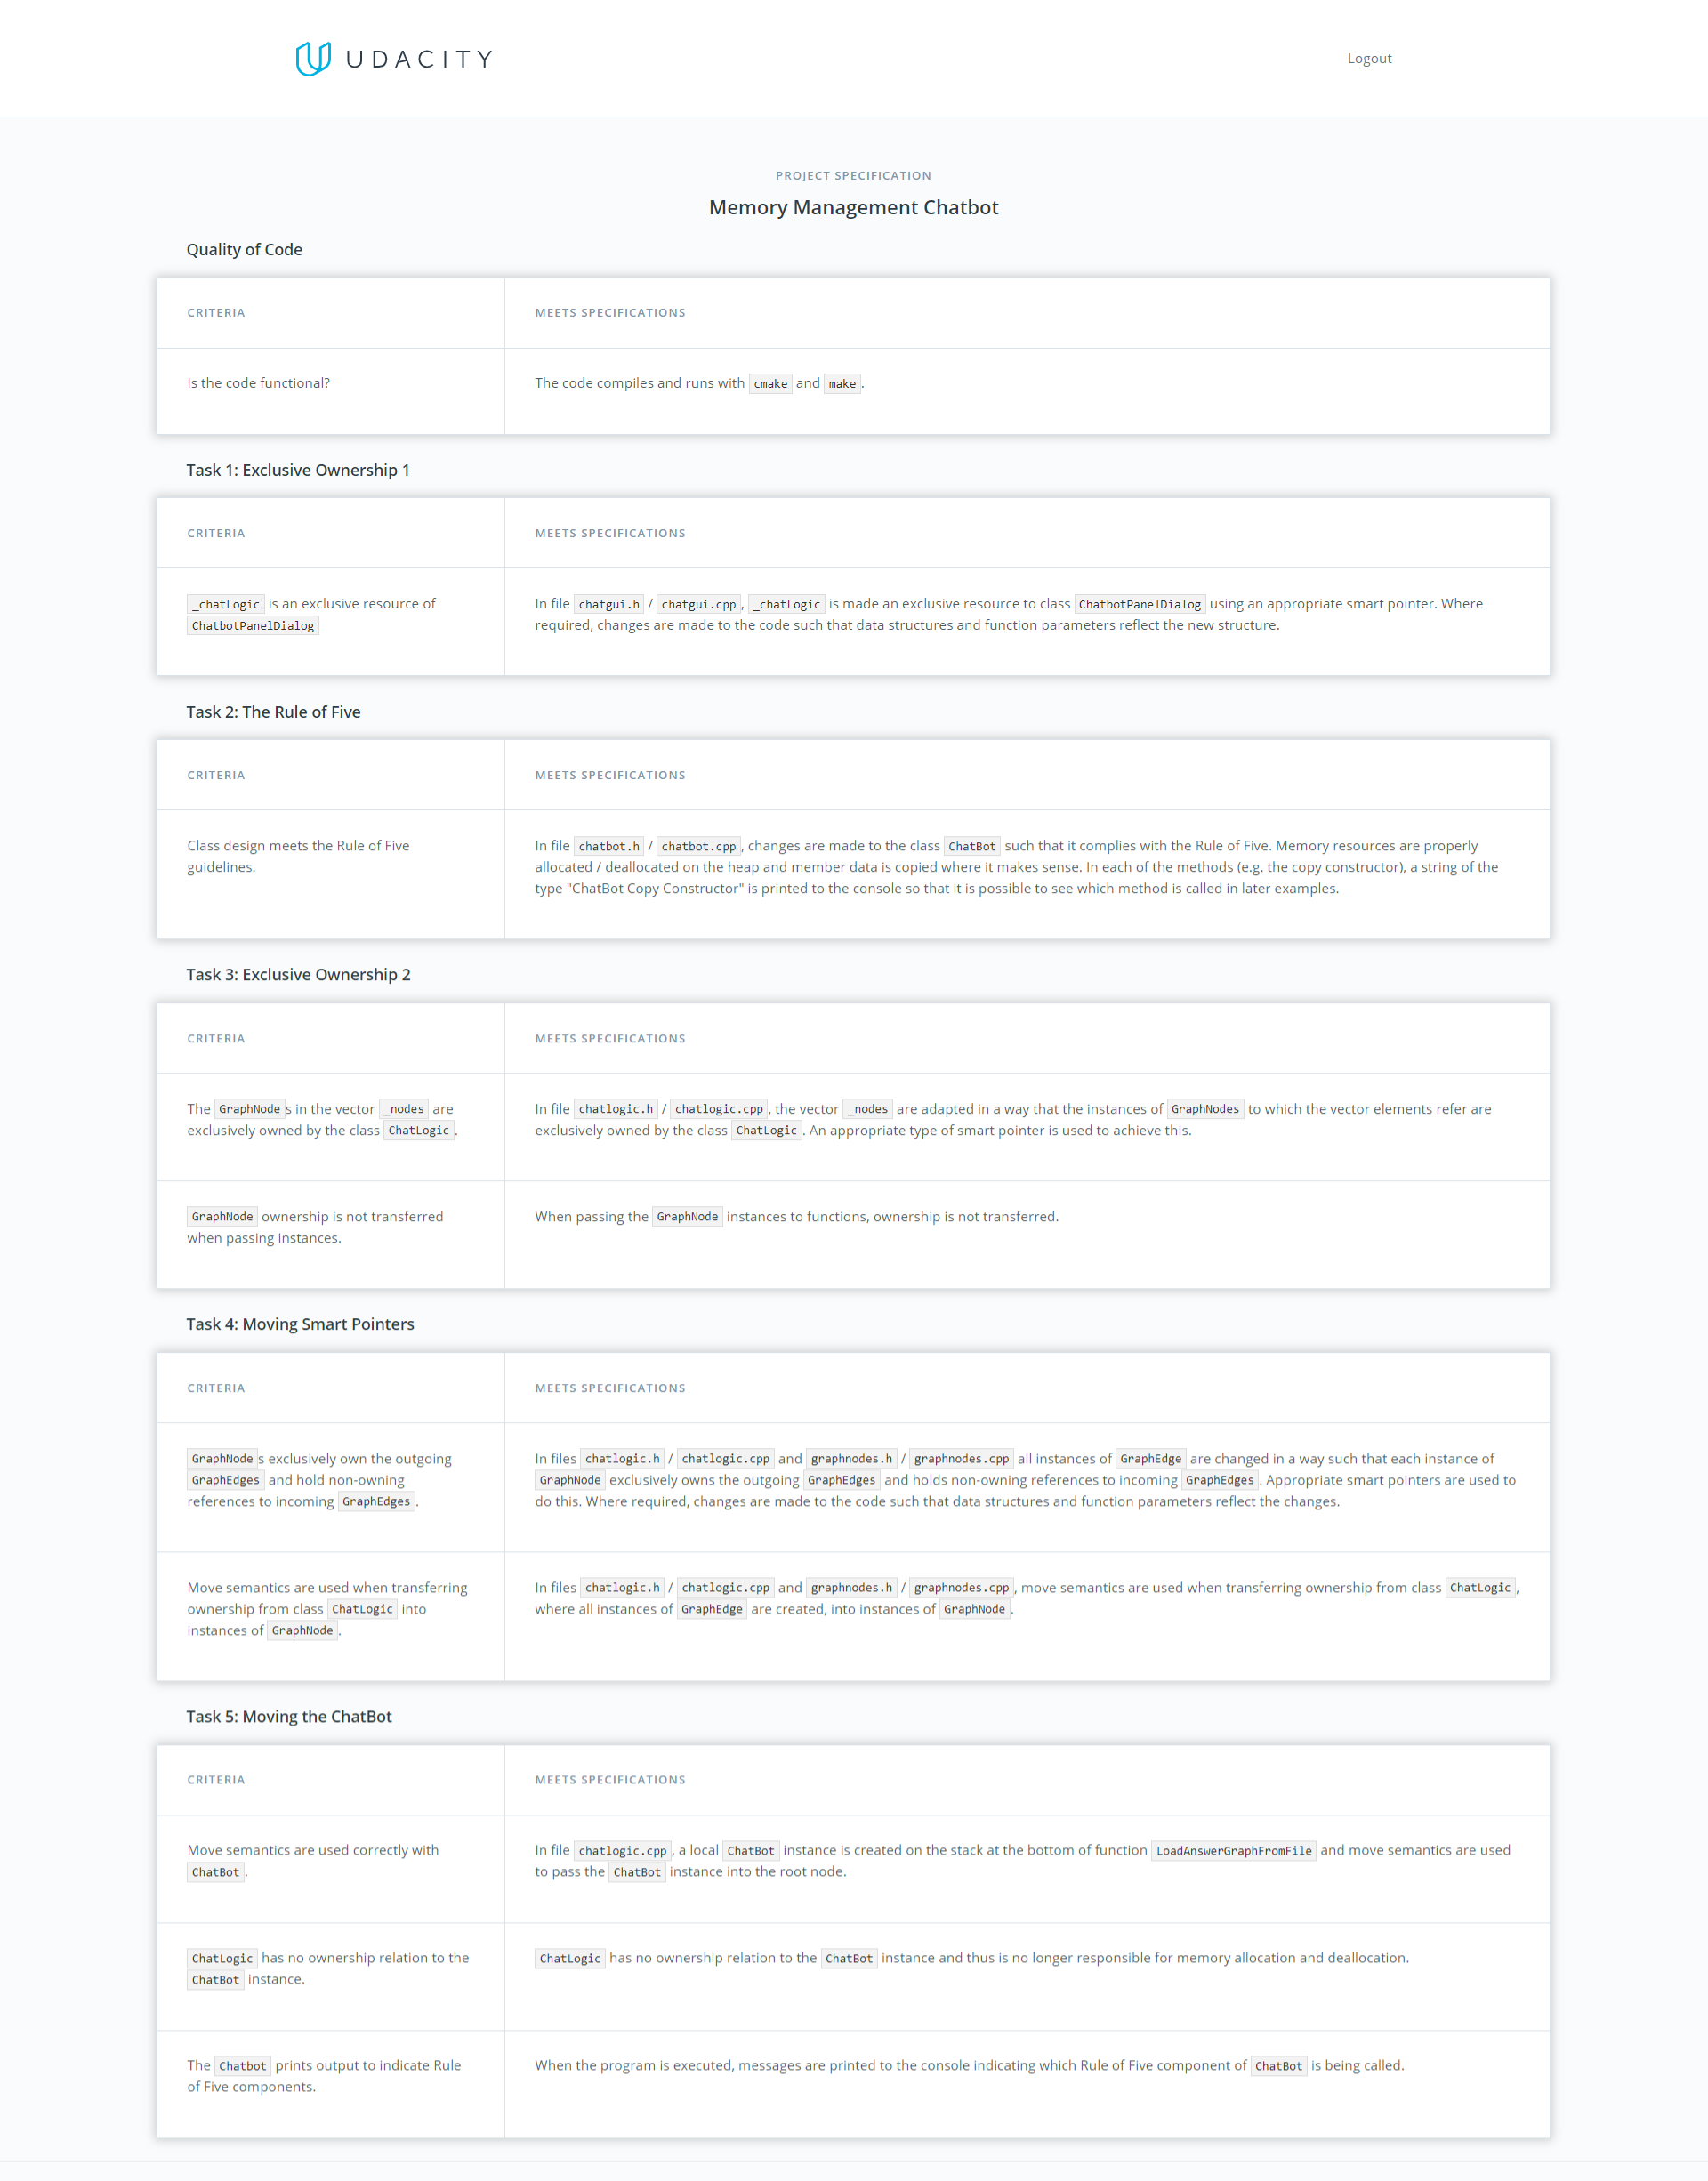 UDACITY
Logout
PROJECT SPECIFICATION
Memory Management Chatbot
Quality of Code
CRITERIA
MEETS SPECIFICATIONS
Is the code functional?
The code compiles and runs with cmake and make.
Task 1: Exclusive Ownership 1
CRITERIA
MEETS SPECIFICATIONS
_chatLogic is an exclusive resource of
ChatbotPanelDialog
In file chatgui.h / chatgui.cpp, _chatLogic is made an exclusive resource to class ChatbotPanelDialog using an appropriate smart pointer. Where
required, changes are made to the code such that data structures and function parameters reflect the new structure.
Task 2: The Rule of Five
CRITERIA
MEETS SPECIFICATIONS
Class design meets the Rule of Five
guidelines.
In file chatbot.h / chatbot.cpp, changes are made to the class ChatBot such that it complies with the Rule of Five. Memory resources are properly
allocated / deallocated on the heap and member data is copied where it makes sense. In each of the methods (e.g. the copy constructor), a string of the
type "ChatBot Copy Constructor" is printed to the console so that it is possible to see which method is called in later examples.
Task 3: Exclusive Ownership 2
CRITERIA
MEETS SPECIFICATIONS
The GraphNodes in the vector _nodes are
exclusively owned by the class ChatLogic.
In file chatlogic.h / chatlogic.cpp, the vector _nodes are adapted in a way that the instances of GraphNodes to which the vector elements refer are
exclusively owned by the class ChatLogic. An appropriate type of smart pointer is used to achieve this.
GraphNode ownership is not transferred
when passing instances.
When passing the GraphNode instances to functions, ownership is not transferred.
Task 4: Moving Smart Pointers
CRITERIA
MEETS SPECIFICATIONS
GraphNodes exclusively own the outgoing
GraphEdges and hold non-owning
references to incoming GraphEdges.
In files chatlogic.h / chatlogic.cpp and graphnodes.h / graphnodes.cpp all instances of GraphEdge are changed in a way such that each instance of
GraphNode exclusively owns the outgoing GraphEdges and holds non-owning references to incoming GraphEdges. Appropriate smart pointers are used to
do this. Where required, changes are made to the code such that data structures and function parameters reflect the changes.
Move semantics are used when transferring
ownership from class ChatLogic into
instances of GraphNode.
In files chatlogic.h / chatlogic.cpp and graphnodes.h / graphnodes.cpp, move semantics are used when transferring ownership from class ChatLogic,
where all instances of GraphEdge are created, into instances of GraphNode.
Task 5: Moving the ChatBot
CRITERIA
MEETS SPECIFICATIONS
Move semantics are used correctly with
ChatBot.
In file chatlogic.cpp, a local ChatBot instance is created on the stack at the bottom of function LoadAnswerGraphFromFile and move semantics are used
to pass the ChatBot instance into the root node.
ChatLogic has no ownership relation to the
ChatBot instance.
ChatLogic has no ownership relation to the ChatBot instance and thus is no longer responsible for memory allocation and deallocation.
The Chatbot prints output to indicate Rule
of Five components.
When the program is executed, messages are printed to the console indicating which Rule of Five component of ChatBot is being called.